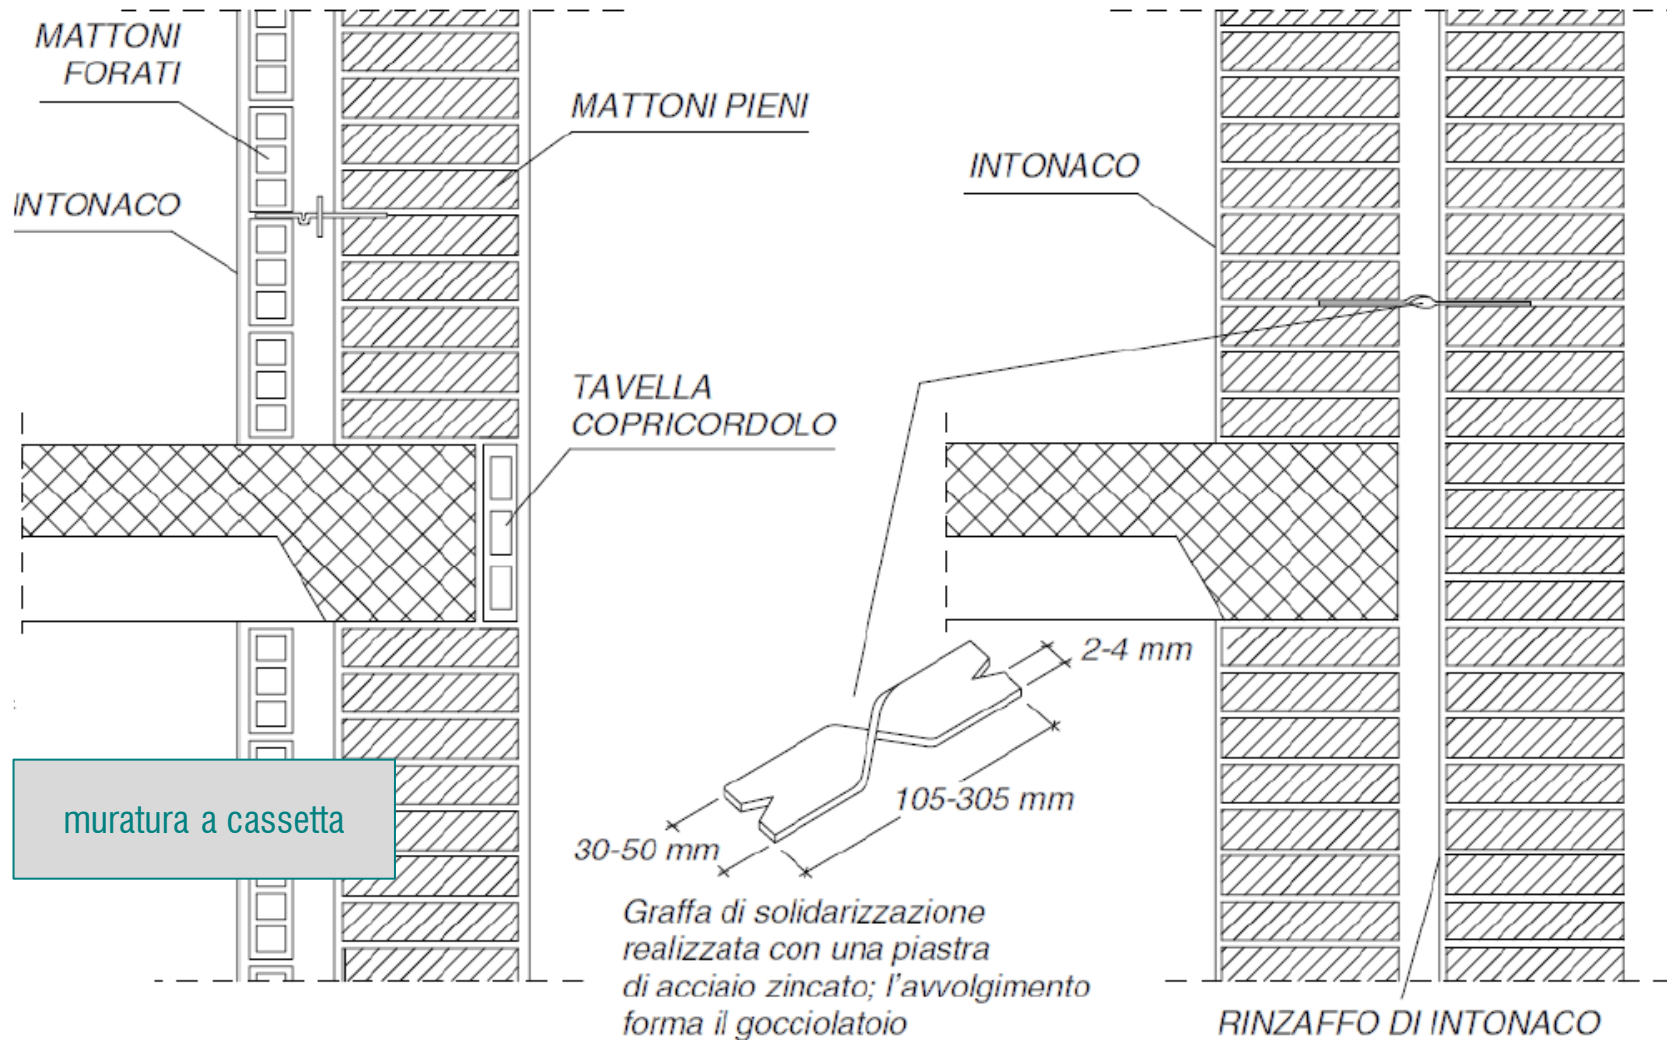 MATTONI
FORATI
INTONACO
MATTONI PIENI
TAVELLA
COPRICORDOLO
INTONACO
2-4 mm
105-305 mm
30-50 mm
Graffa di solidarizzazione
realizzata con una piastra
di acciaio zincato; l'avvolgimento
forma il gocciolatoio
RINZAFFO DI INTONACO
muratura a cassetta